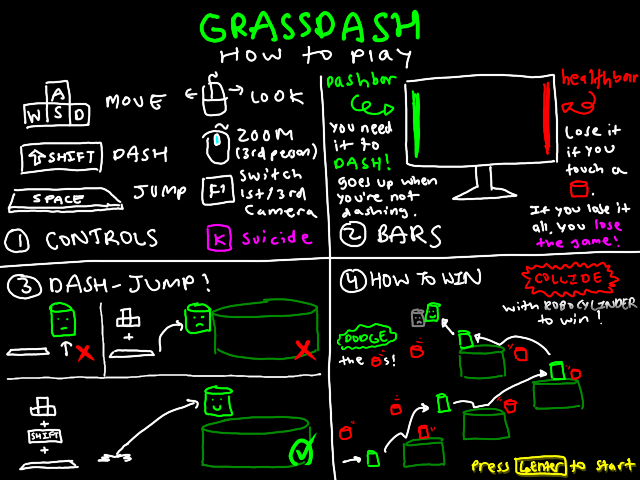 GRASSDASH
HOW TO PLAY
A
W S D
MOVE
LOOK
⇧SHIFT
DASH
ZOOM
(3rd person)
SPACE
JUMP
F1
Switch
1st/3rd
Camera
① CONTROLS
K Suicide
Dashbar
healthbar
you need
it to
DASH!
goes up when
you're not
dashing.
Lose it
if you
touch a
.
If you lose it
all, you lose
the game!
② BARS
③ DASH-JUMP!
+
+
SHIFT
+
④ HOW TO WIN
COLLIDE
with ROBOCYLINDER
to win!
DODGE
the s!
press ENTER to start